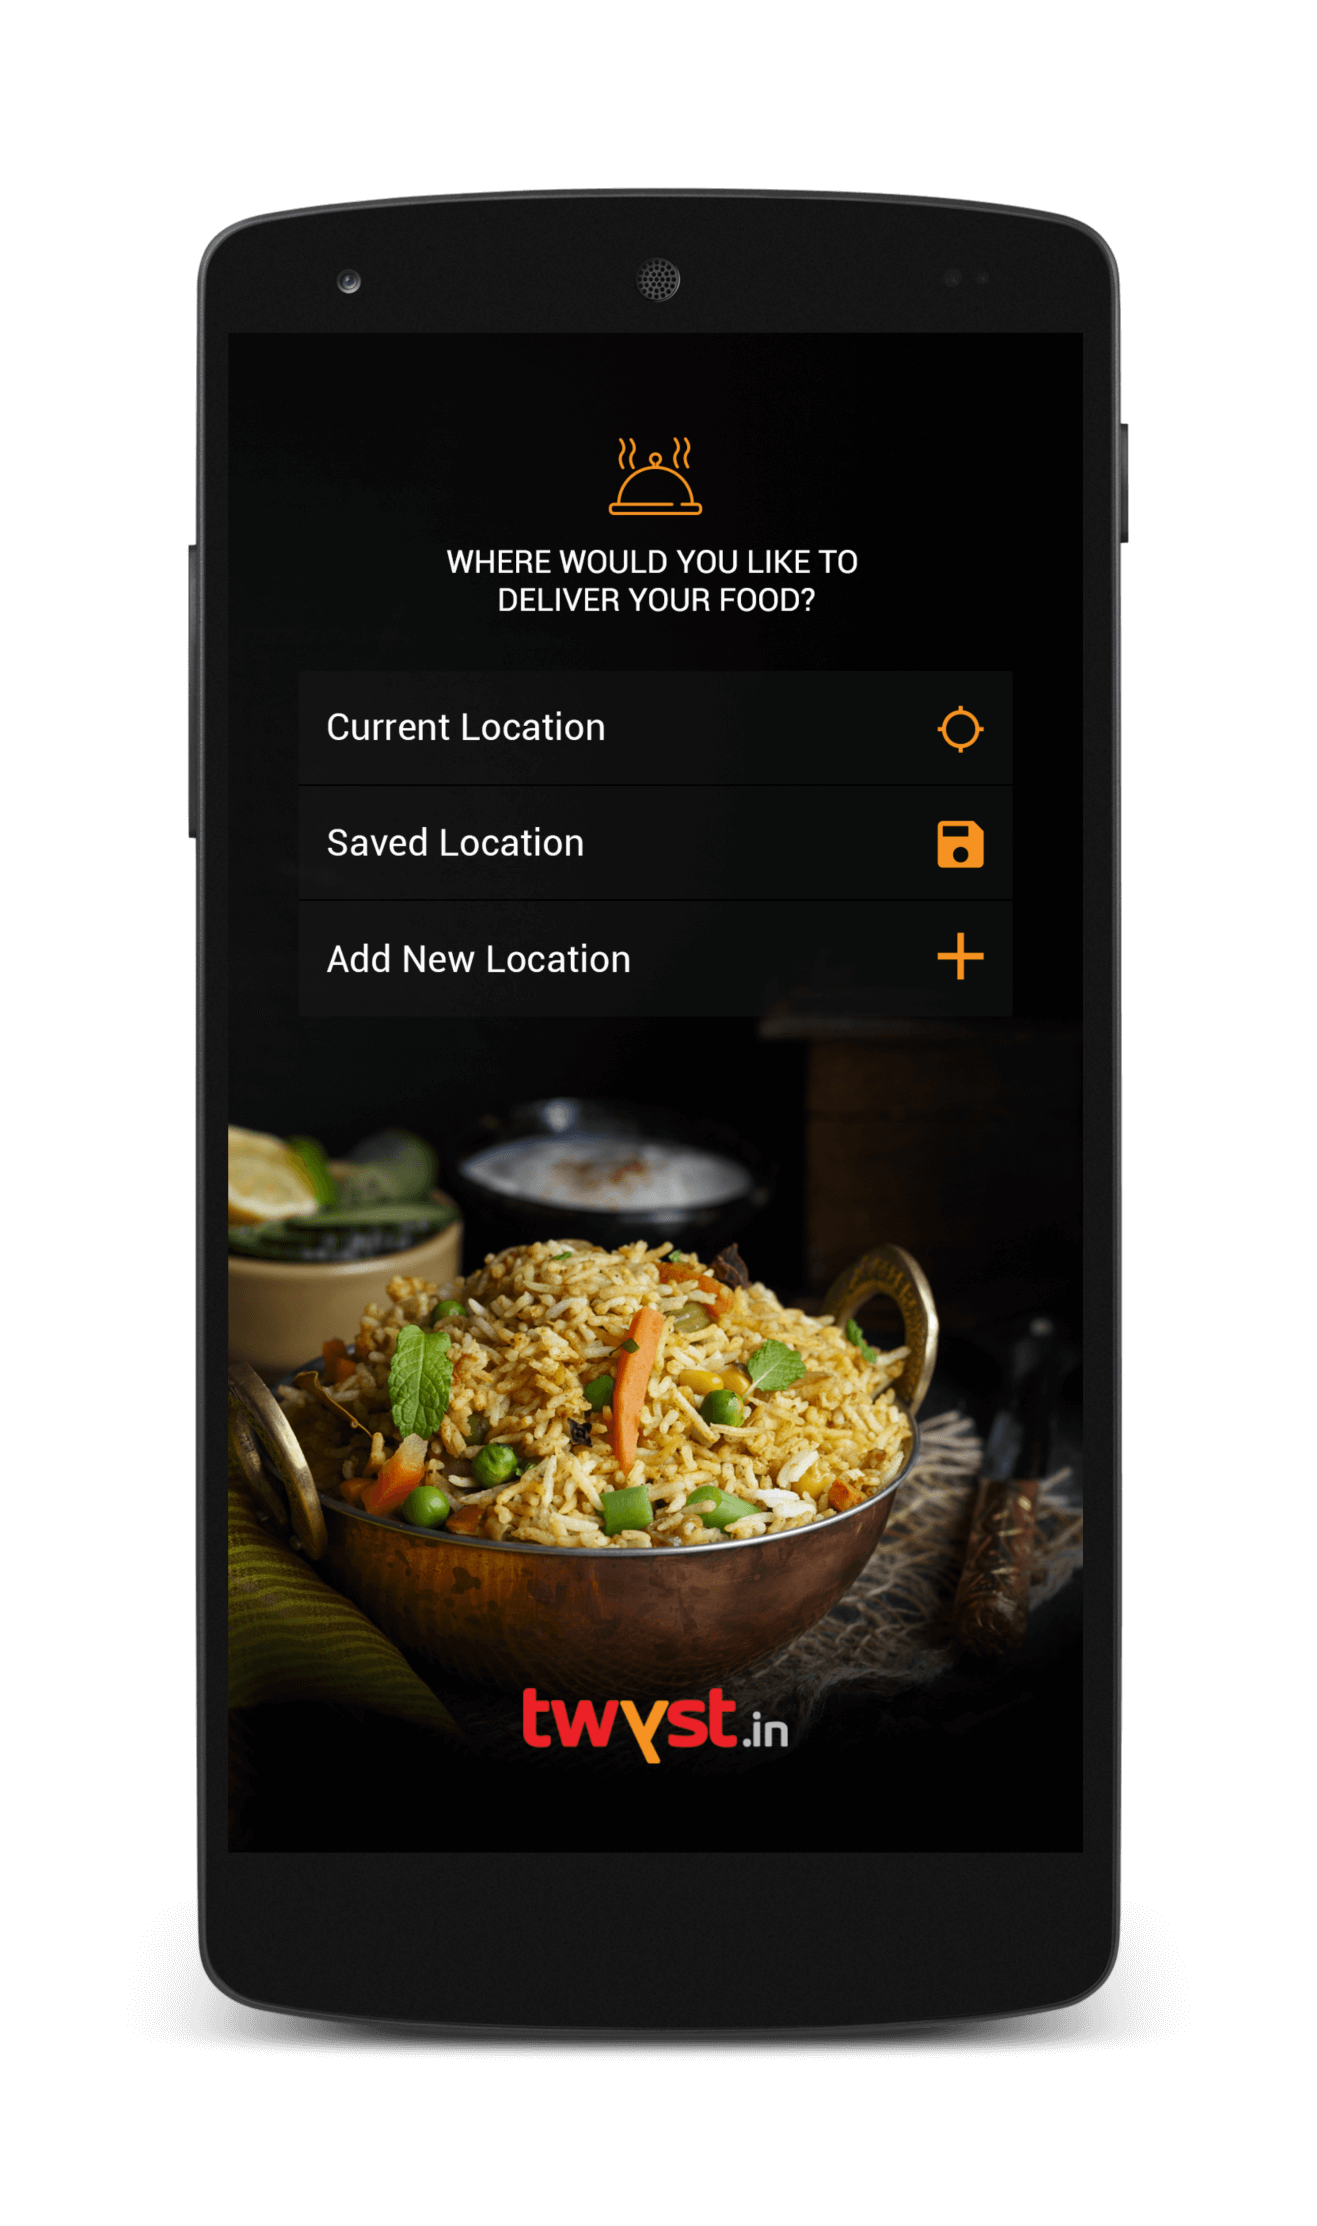 WHERE WOULD YOU LIKE TO
DELIVER YOUR FOOD?
Current Location
Saved Location
Add New Location
twyst.in